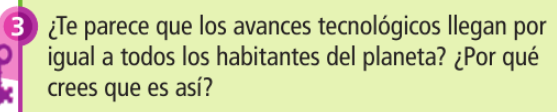 3 ¿Te parece que los avances tecnológicos llegan por
igual a todos los habitantes del planeta? ¿Por qué
crees que es así?